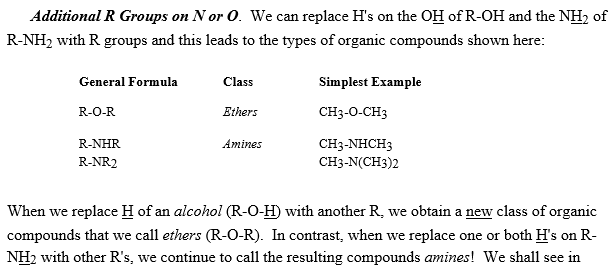 Additional R Groups on N or O. We can replace H's on the OH of R-OH and the NH2 of
R-NH2 with R groups and this leads to the types of organic compounds shown here:
General Formula Class Simplest Example
R-O-R Ethers CH3-O-CH3
R-NHR Amines CH3-NHCH3
R-NR2 CH3-N(CH3)2
When we replace H of an alcohol (R-O-H) with another R, we obtain a new class of organic
compounds that we call ethers (R-O-R). In contrast, when we replace one or both H's on R-
NH2 with other R's, we continue to call the resulting compounds amines! We shall see in